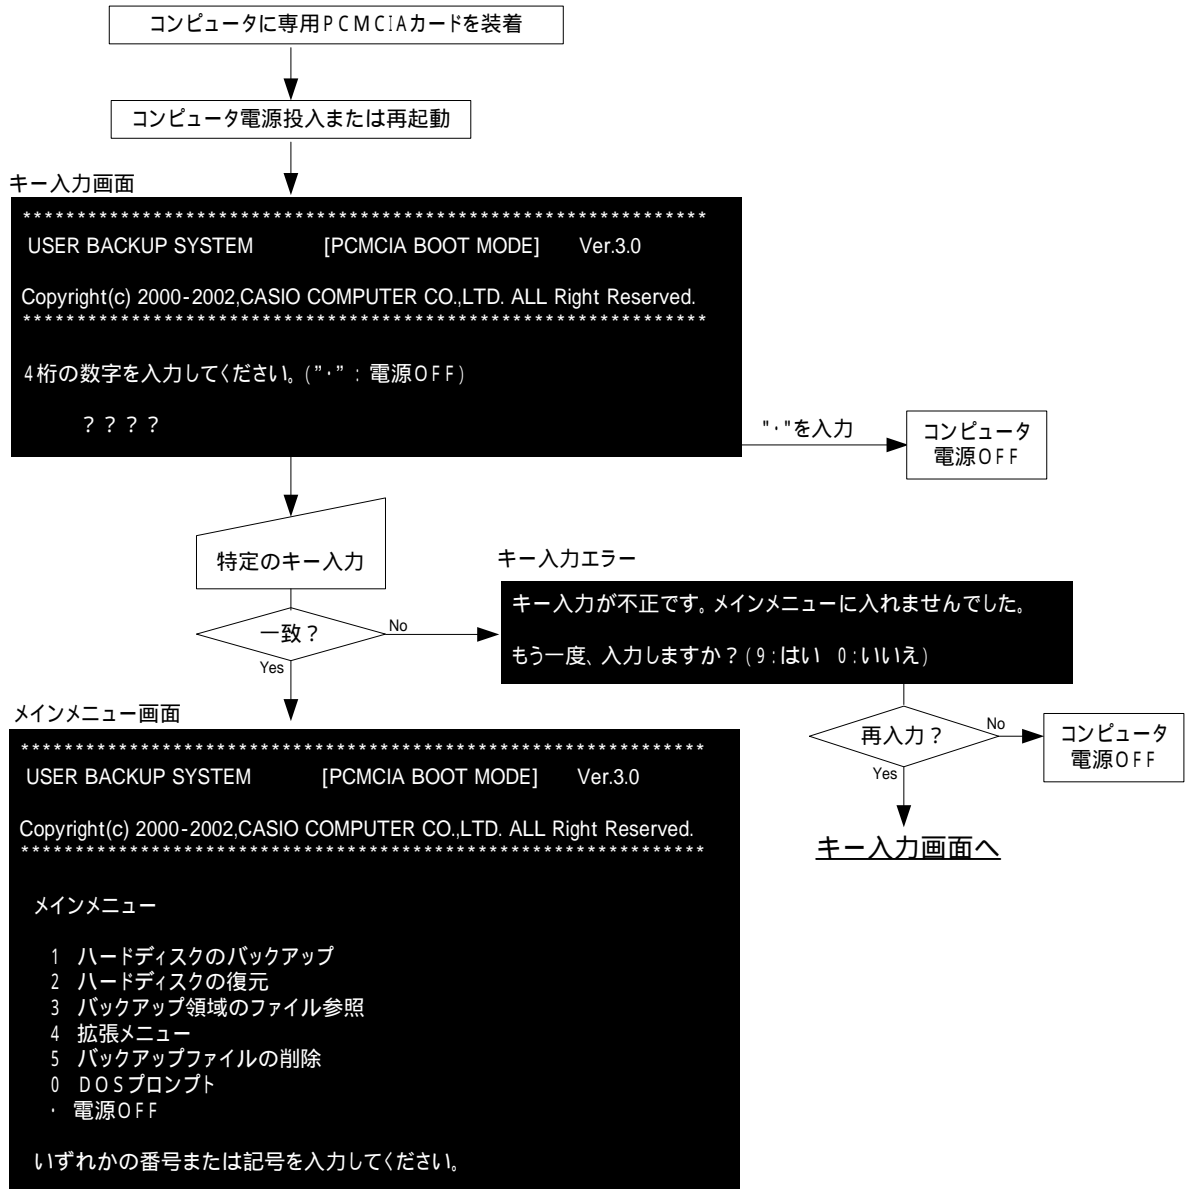 コンピュータに専用PCMCIAカードを装着
コンピュータ電源投入または再起動
キー入力画面
***************************************************************
USER BACKUP SYSTEM [PCMCIA BOOT MODE] Ver.3.0
Copyright(c) 2000-2002,CASIO COMPUTER CO.,LTD. ALL Right Reserved.
***************************************************************
4桁の数字を入力してください。(”・” : 電源OFF)
????
"・"を入力
コンピュータ
電源OFF
特定のキー入力
一致?
No
Yes
キー入力エラー
キー入力が不正です。メインメニューに入れませんでした。
もう一度、入力しますか?(9:はい 0:いいえ)
再入力?
No
コンピュータ
電源OFF
Yes
キー入力画面へ
メインメニュー画面
***************************************************************
USER BACKUP SYSTEM [PCMCIA BOOT MODE] Ver.3.0
Copyright(c) 2000-2002,CASIO COMPUTER CO.,LTD. ALL Right Reserved.
***************************************************************
メインメニュー
1 ハードディスクのバックアップ
2 ハードディスクの復元
3 バックアップ領域のファイル参照
4 拡張メニュー
5 バックアップファイルの削除
0 DOSプロンプト
・ 電源OFF
いずれかの番号または記号を入力してください。